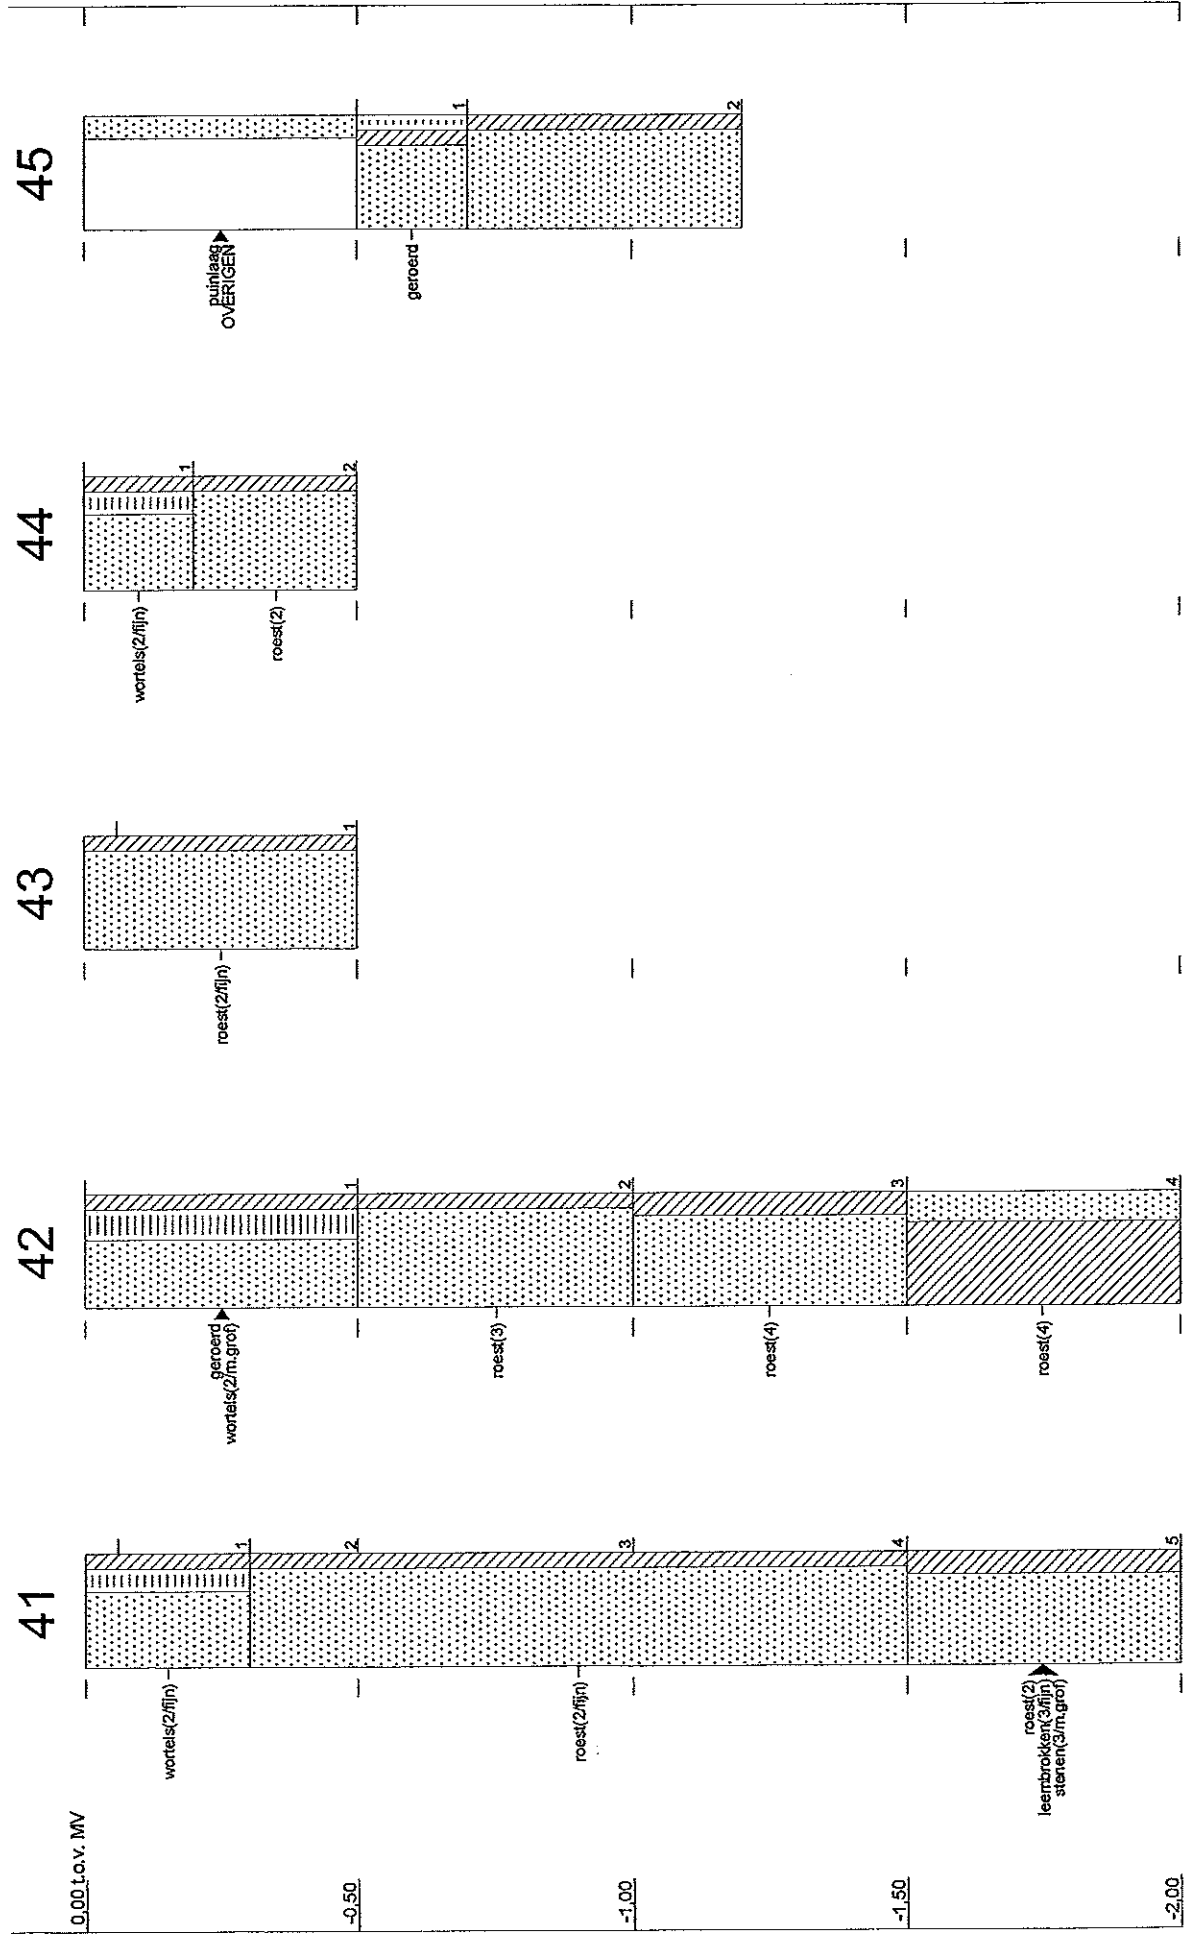 41
42
43
44
45
0,00 t.o.v. MV
-0,50
-1,00
-1,50
-2,00
wortels(2/fijn)
roest(2/fijn)
roest(2)
leembrokken(3/fijn)
stenen(3/m.grof)
1
2
3
4
5
geroerd
wortels(2/m.grof)
roest(3)
roest(4)
roest(4)
1
2
3
4
roest(2/fijn)
1
wortels(2/fijn)
roest(2)
1
2
puinlaag
OVERIGEN
geroerd
1
2